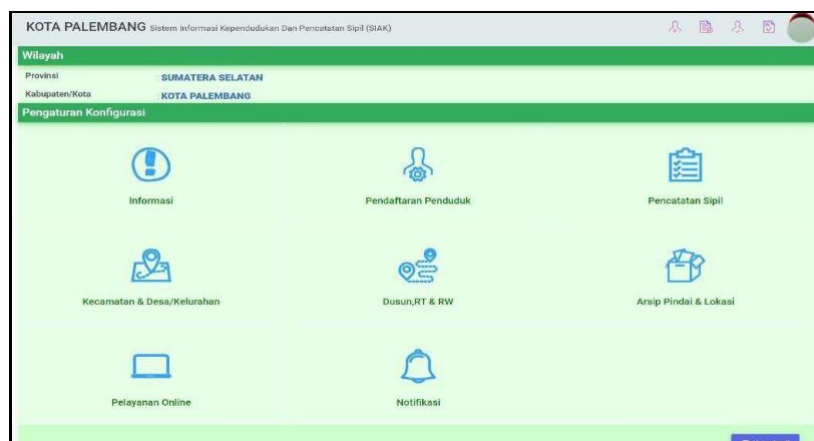 KOTA PALEMBANG Sistem Informasi Kependudukan Dan Pencatatan Sipil (SIAK)
Wilayah
Provinsi : SUMATERA SELATAN
Kabupaten/Kota : KOTA PALEMBANG
Pengaturan Konfigurasi
Informasi
Pendaftaran Penduduk
Pencatatan Sipil
Kecamatan & Desa/Kelurahan
Dusun,RT & RW
Arsip Pindai & Lokasi
Pelayanan Online
Notifikasi